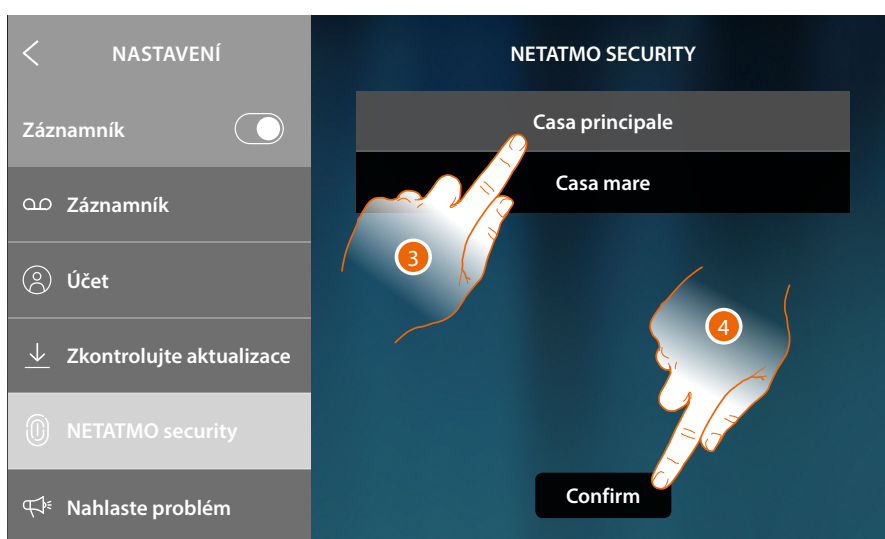 NASTAVENÍ
Záznamník
Záznamník
Účet
Zkontrolujte aktualizace
NETATMO security
Nahlaste problém
NETATMO SECURITY
Casa principale
Casa mare
3
4
Confirm